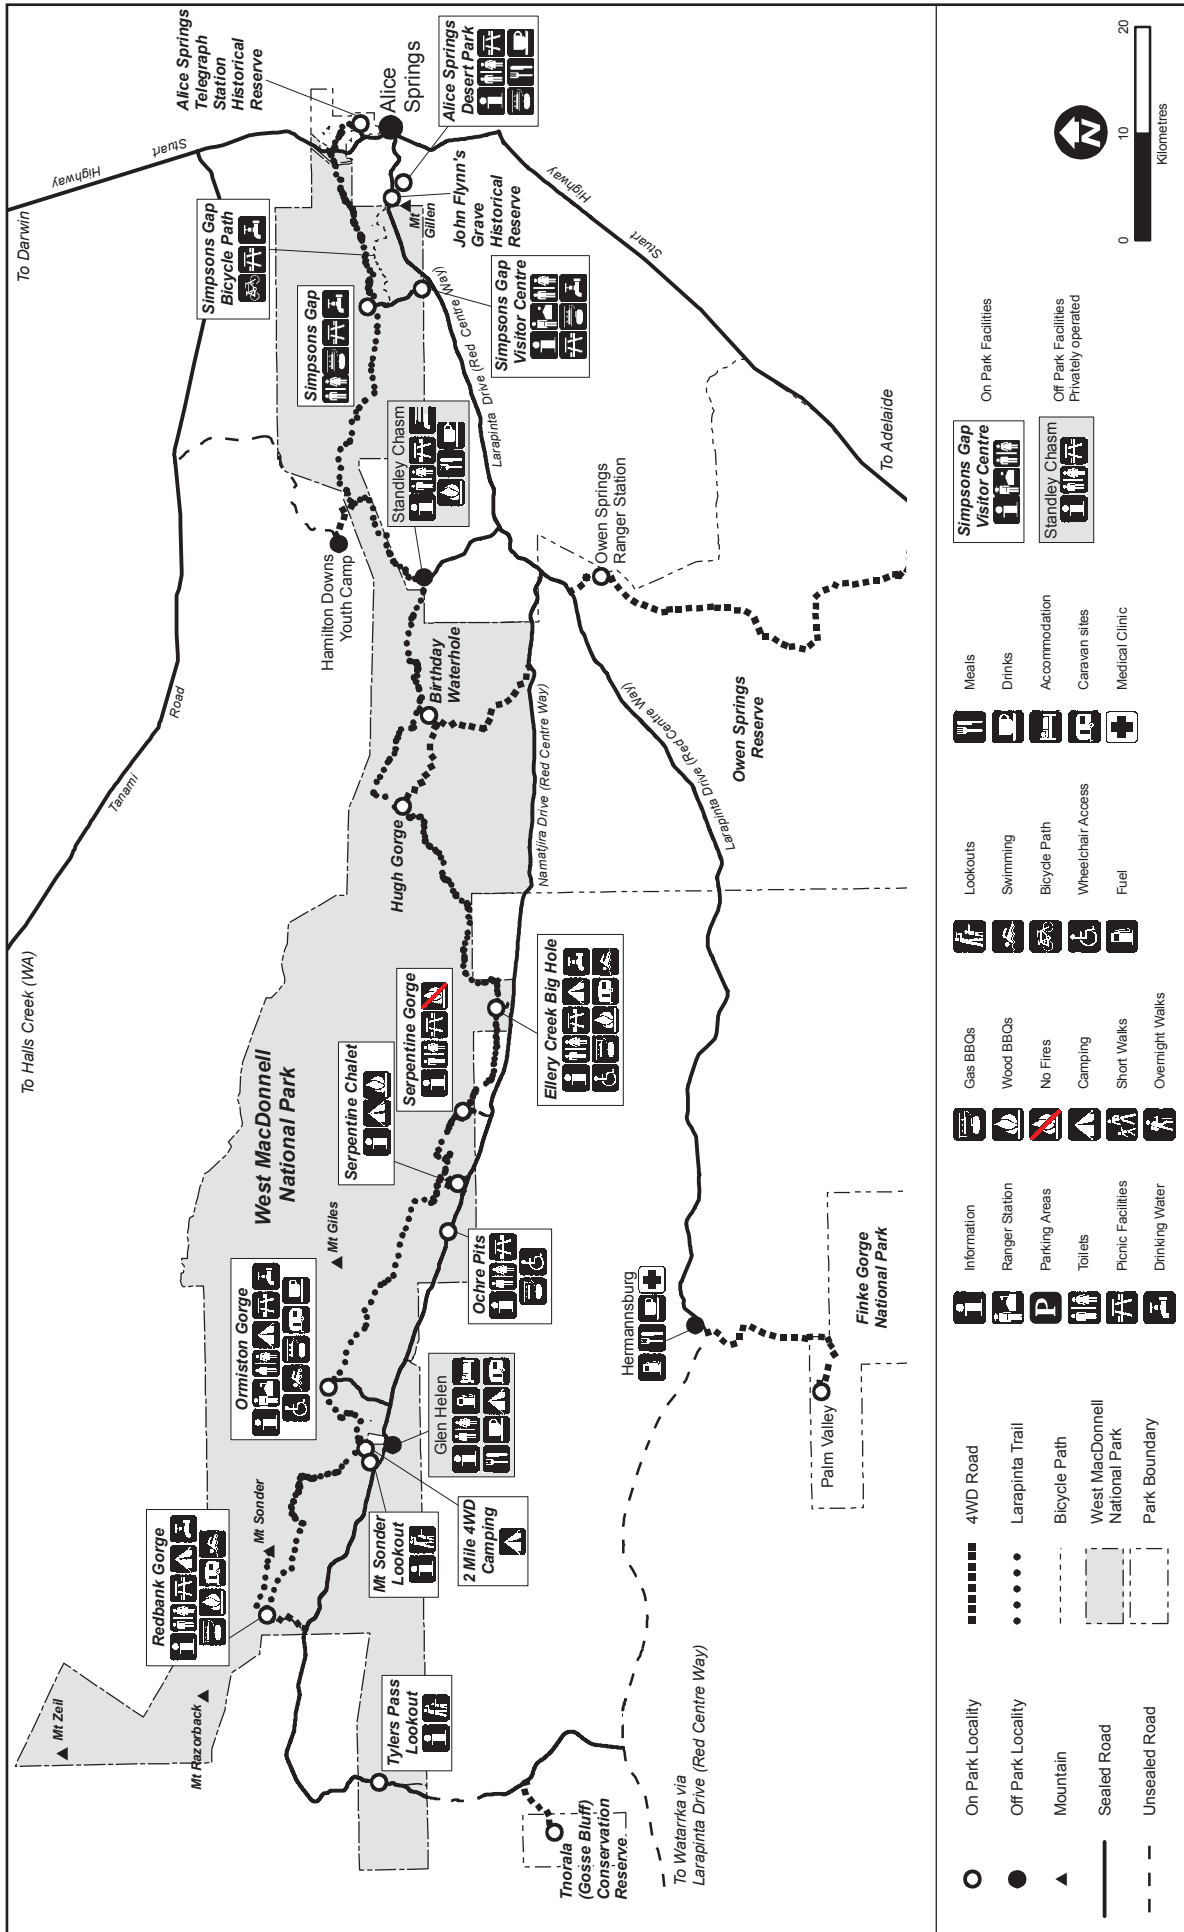 To Halls Creek (WA)
Tanami
Road
To Darwin
Stuart
Highway
Alice Springs
Telegraph
Station
Historical
Reserve
Alice
Springs
Alice Springs
Desert Park
Simpsons Gap
Bicycle Path
Simpsons Gap
Mt
Gillen
John Flynn's
Grave
Historical
Reserve
Simpsons Gap
Visitor Centre
Highway
Stuart
To Adelaide
Larapinta Drive (Red Centre Way)
Standley Chasm
Hamilton Downs
Youth Camp
Owen Springs
Ranger Station
Birthday
Waterhole
Hugh Gorge
Namatjira Drive (Red Centre Way)
Larapinta Drive (Red Centre Way)
Owen Springs
Reserve
West MacDonnell
National Park
Serpentine Gorge
Serpentine Chalet
Ellery Creek Big Hole
Mt Giles
Ochre Pits
Ormiston Gorge
Glen Helen
Mt Sonder
Redbank Gorge
Mt Sonder
Lookout
2 Mile 4WD
Camping
Mt Zeil
Mt Razorback
Tylers Pass
Lookout
Tnorala
(Gosse Bluff)
Conservation
Reserve
To Watarrka via
Larapinta Drive (Red Centre Way)
Hermannsburg
Palm Valley
Finke Gorge
National Park
On Park Locality
Off Park Locality
Mountain
Sealed Road
Unsealed Road
4WD Road
Larapinta Trail
Bicycle Path
West MacDonnell
National Park
Park Boundary
Information
Ranger Station
P
Parking Areas
Toilets
Picnic Facilities
Drinking Water
Gas BBQs
Wood BBQs
No Fires
Camping
Short Walks
Overnight Walks
Lookouts
Swimming
Bicycle Path
Wheelchair Access
Fuel
Meals
Drinks
Accommodation
Caravan sites
Medical Clinic
Simpsons Gap
Visitor Centre
On Park Facilities
Standley Chasm
Off Park Facilities
Privately operated
N
0 10 20
Kilometres